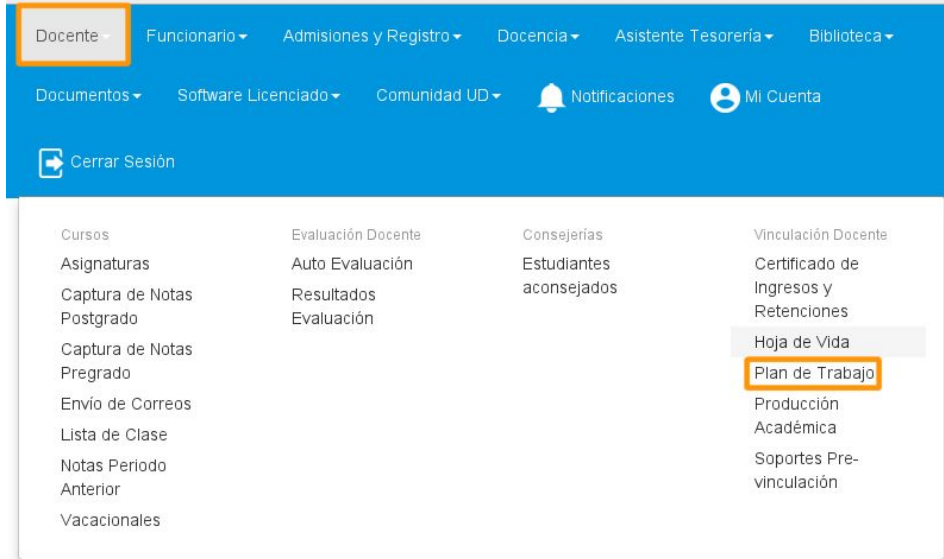 Docente Funcionario Admisiones y Registro Docencia Asistente Tesorería Biblioteca
Documentos Software Licenciado Comunidad UD Notificaciones Mi Cuenta
Cerrar Sesión
Cursos
Asignaturas
Captura de Notas
Postgrado
Captura de Notas
Pregrado
Envío de Correos
Lista de Clase
Notas Periodo
Anterior
Vacacionales
Evaluación Docente
Auto Evaluación
Resultados
Evaluación
Consejerías
Estudiantes
aconsejados
Vinculación Docente
Certificado de
Ingresos y
Retenciones
Hoja de Vida
Plan de Trabajo
Producción
Académica
Soportes Pre-
vinculación